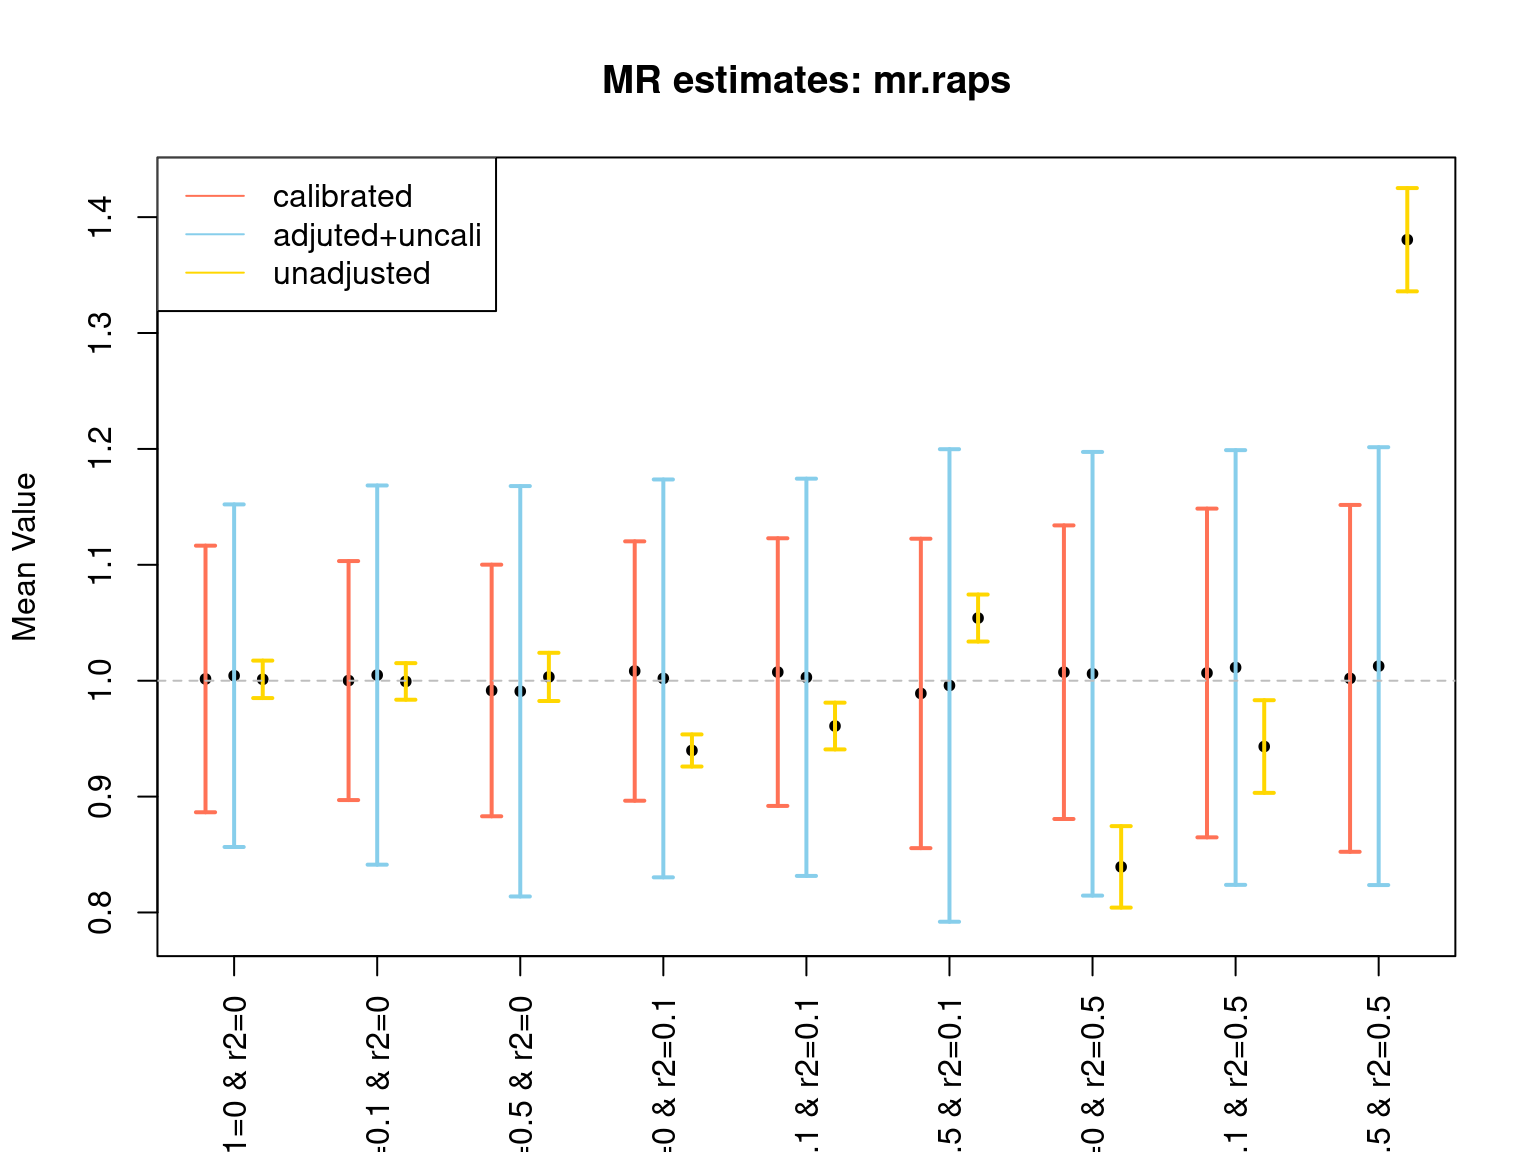 MR estimates: mr.raps
calibrated
adjuted+uncali
unadjusted
Mean Value
1.4
1.3
1.2
1.1
1.0
0.9
0.8
1=0 & r2=0
=0.1 & r2=0
=0.5 & r2=0
=0 & r2=0.1
.1 & r2=0.1
.5 & r2=0.1
=0 & r2=0.5
.1 & r2=0.5
.5 & r2=0.5